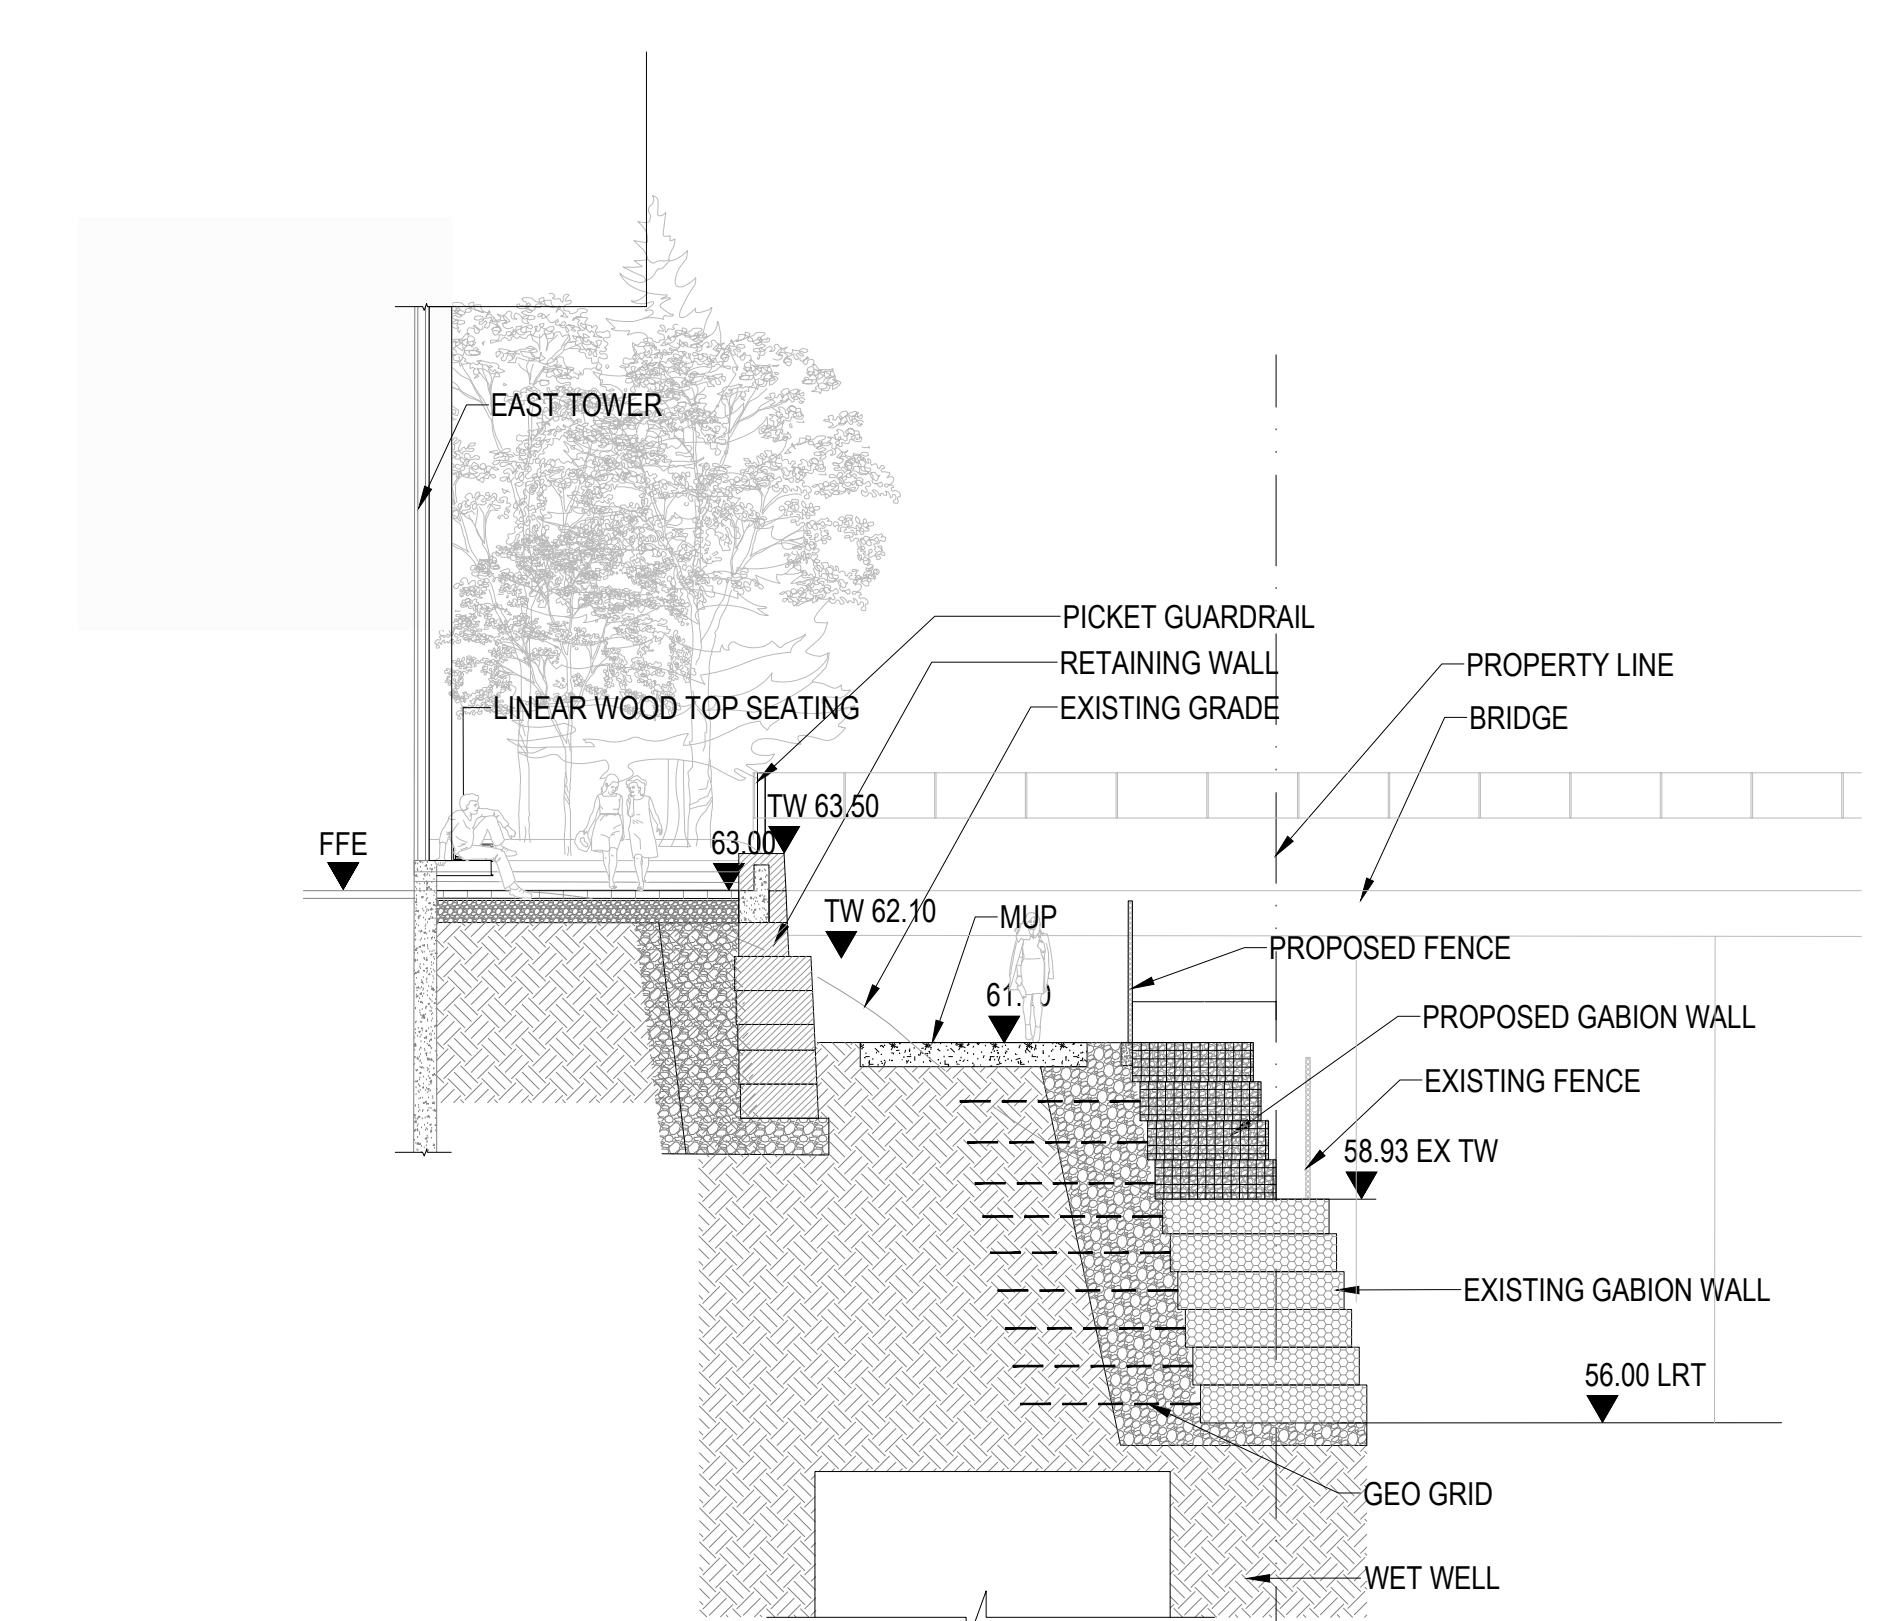 EAST TOWER
PICKET GUARDRAIL
RETAINING WALL
PROPERTY LINE
LINEAR WOOD TOP SEATING
EXISTING GRADE
BRIDGE
TW 63.50
FFE
63.00
TW 62.10
MUP
PROPOSED FENCE
PROPOSED GABION WALL
EXISTING FENCE
58.93 EX TW
EXISTING GABION WALL
56.00 LRT
GEO GRID
WET WELL